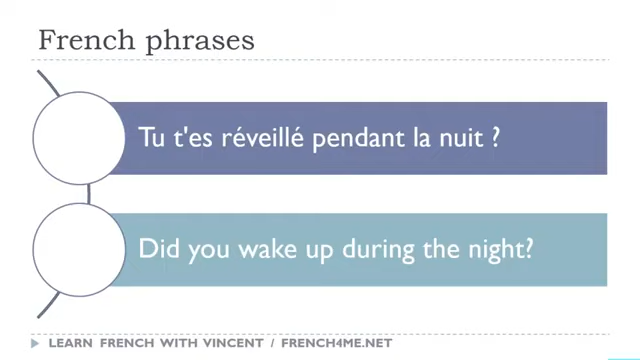 French phrases
Tu t'es réveillé pendant la nuit ?
Did you wake up during the night?
LEARN FRENCH WITH VINCENT / FRENCH4ME.NET